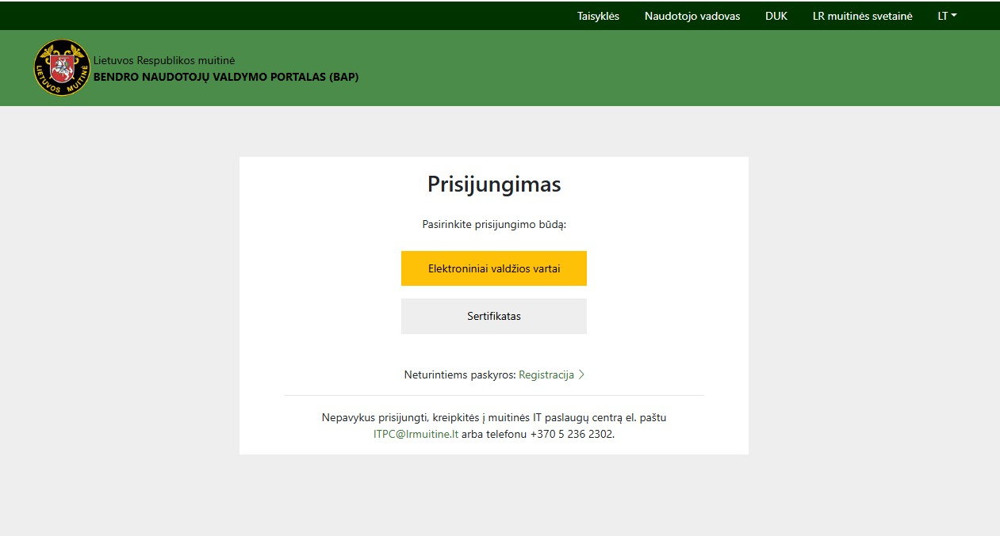 Taisyklės Naudotojo vadovas DUK LR muitinės svetainė LT
LIETUVOS MUITINĖ
Lietuvos Respublikos muitinė
BENDRO NAUDOTOJŲ VALDYMO PORTALAS (BAP)
Prisijungimas
Pasirinkite prisijungimo būdą:
Elektroniniai valdžios vartai
Sertifikatas
Neturintiems paskyros: Registracija
Nepavykus prisijungti, kreipkitės į muitinės IT paslaugų centrą el. paštu
ITPC@lrmuitine.lt arba telefonu +370 5 236 2302.